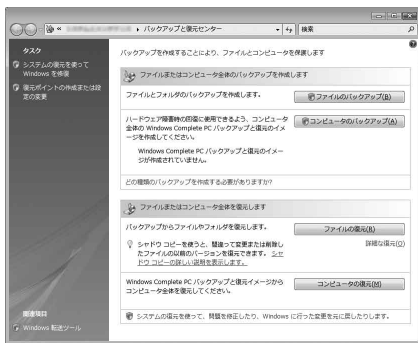 « バックアップと復元センター
検索
タスク
システムの復元を使って
Windows を修復
復元ポイントの作成または設
定の変更
バックアップを作成することにより、ファイルとコンピュータを保護します
ファイルまたはコンピュータ全体のバックアップを作成します
ファイルとフォルダのバックアップを作成します。
ファイルのバックアップ(B)
ハードウェア障害時の回復に使用できるよう、コンピュータ
全体の Windows Complete PC バックアップと復元のイメ
ージを作成してください。
コンピュータのバックアップ(A)
Windows Complete PC バックアップと復元のイメー
ジが作成されていません。
どの種類のバックアップを作成する必要がありますか?
ファイルまたはコンピュータ全体を復元します
バックアップからファイルやフォルダを復元します。
ファイルの復元(R)
シャドウ コピーを使うと、間違って変更または削除し
たファイルの以前のバージョンを復元できます。 シャ
ドウ コピーの詳しい説明を表示します。
詳細な復元(O)
Windows Complete PC バックアップと復元イメージから
コンピュータ全体を復元してください。
コンピュータの復元(M)
システムの復元を使って、問題を修正したり、Windows に行った変更を元に戻したりします。
関連項目
Windows 転送ツール